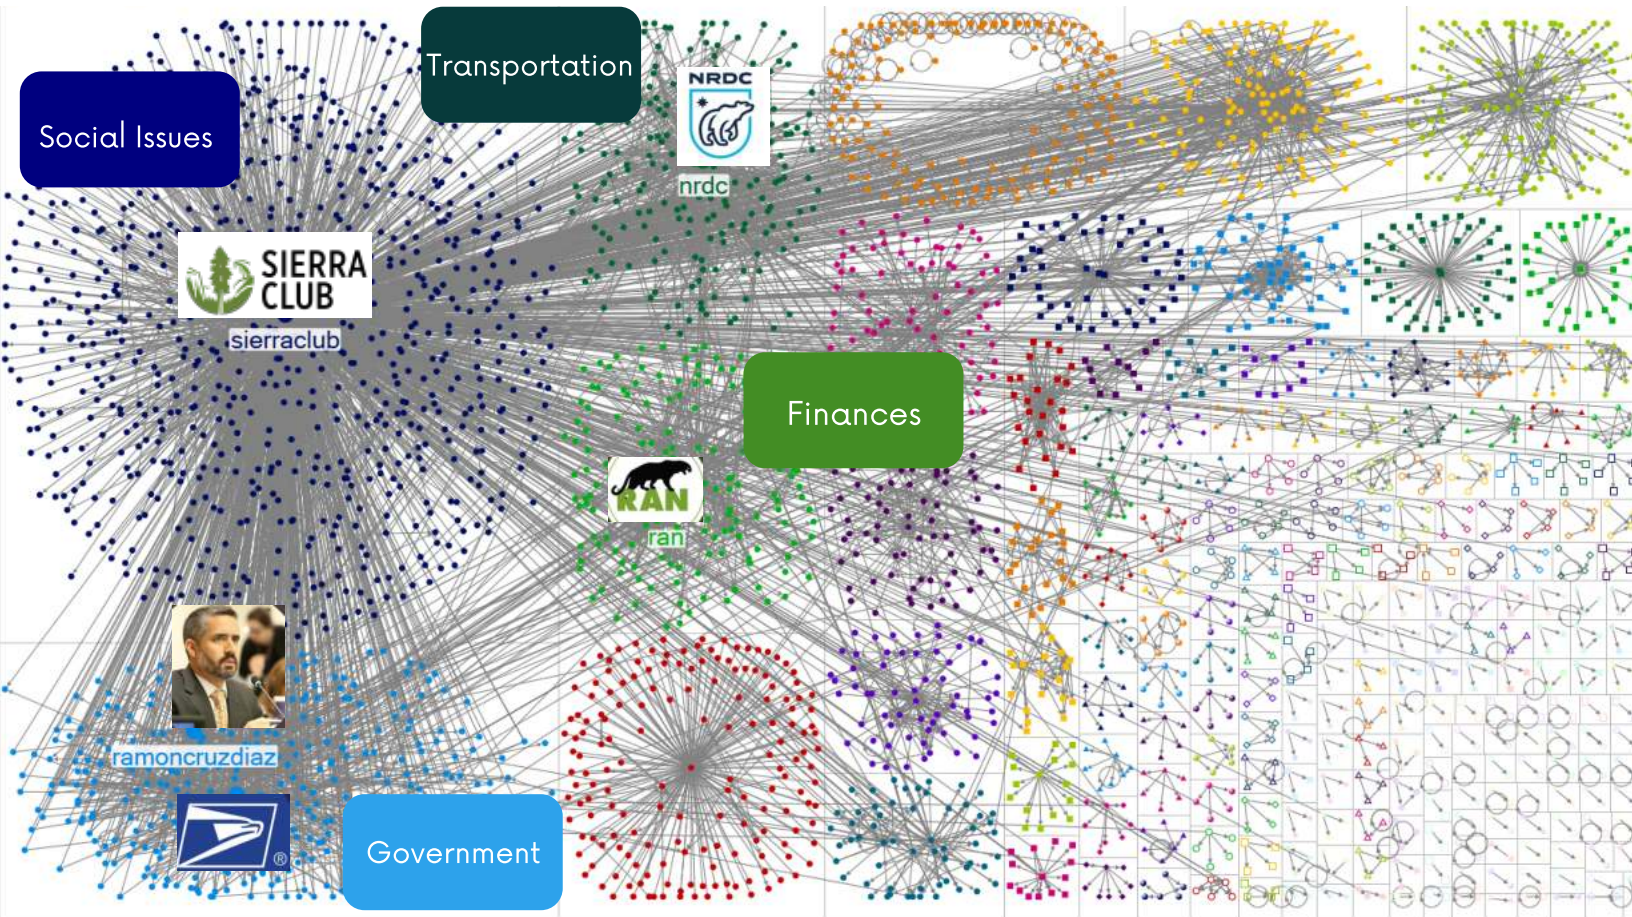 Transportation
Social Issues
NRDC
nrdc
SIERRA
CLUB
sierraclub
Finances
RAN
ran
ramoncruzdiaz
Government
®